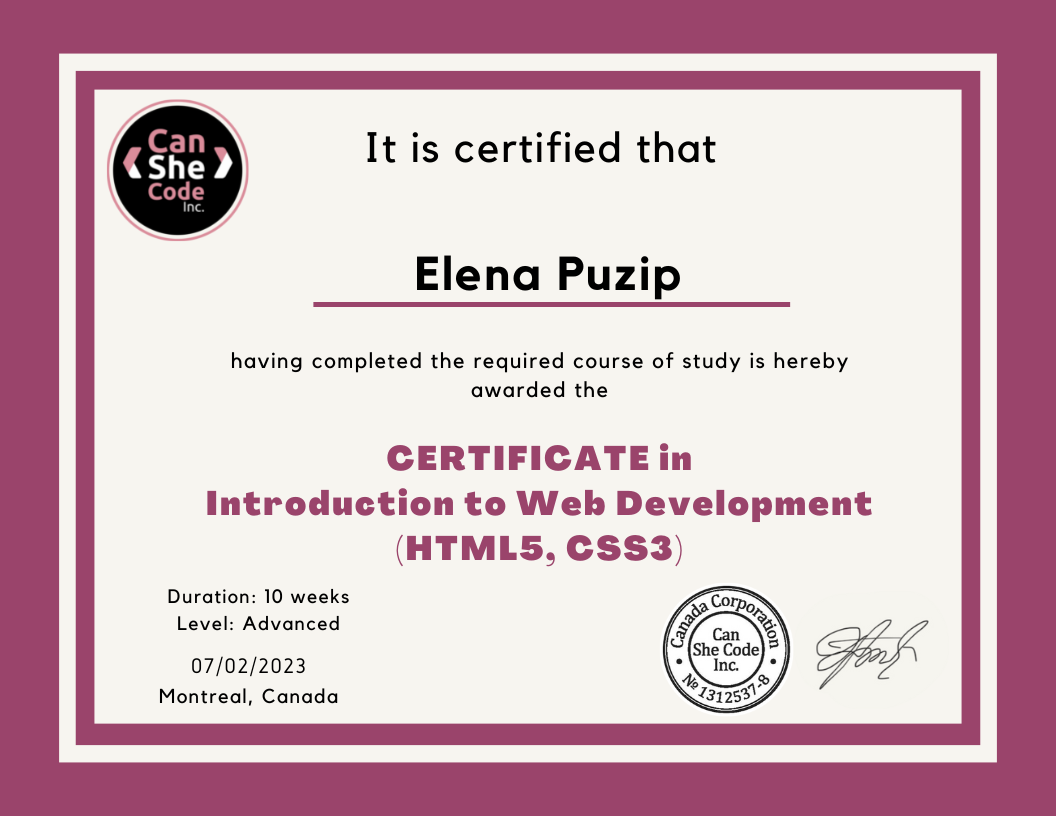 Can
She
Code
Inc.
It is certified that
Elena Puzip
having completed the required course of study is hereby
awarded the
CERTIFICATE in
Introduction to Web Development
(HTML5, CSS3)
Duration: 10 weeks
Level: Advanced
07/02/2023
Montreal, Canada
Canada Corporation
Can
She Code
Inc.
№ 1312537-8